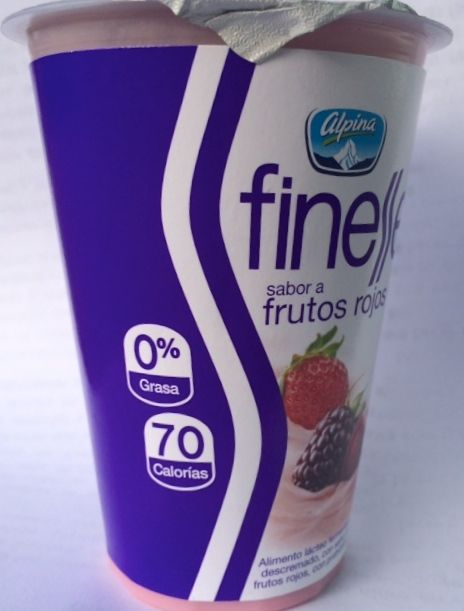 Alpina
finesse
sabor a
frutos rojos
0%
Grasa
70
Calorías
Alimento lácteo
descremado, con
frutos rojos, con